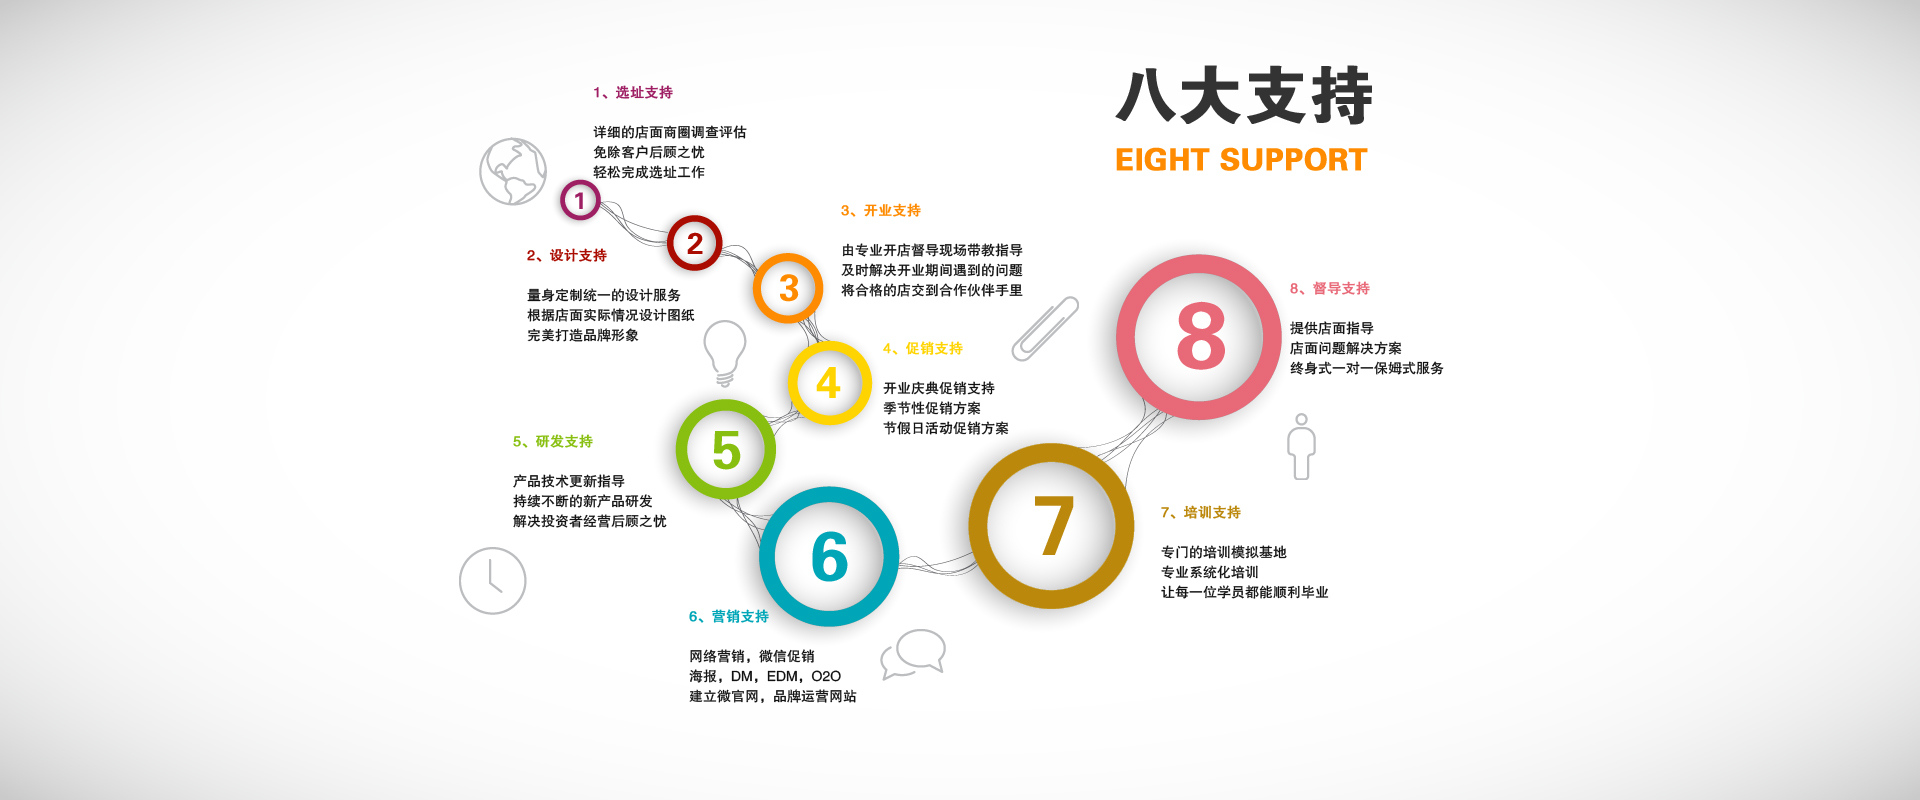 八大支持
EIGHT SUPPORT
1、选址支持
详细的店面商圈调查评估
免除客户后顾之忧
轻松完成选址工作
1
2
2、设计支持
量身定制统一的设计服务
根据店面实际情况设计图纸
完美打造品牌形象
3、开业支持
由专业开店督导现场带教指导
及时解决开业期间遇到的问题
将合格的店交到合作伙伴手里
3
4、促销支持
开业庆典促销支持
季节性促销方案
节假日活动促销方案
4
5
5、研发支持
产品技术更新指导
持续不断的新产品研发
解决投资者经营后顾之忧
6
6、营销支持
网络营销，微信促销
海报，DM，EDM，O2O
建立微官网，品牌运营网站
7
7、培训支持
专门的培训模拟基地
专业系统化培训
让每一位学员都能顺利毕业
8
8、督导支持
提供店面指导
店面问题解决方案
终身式一对一保姆式服务